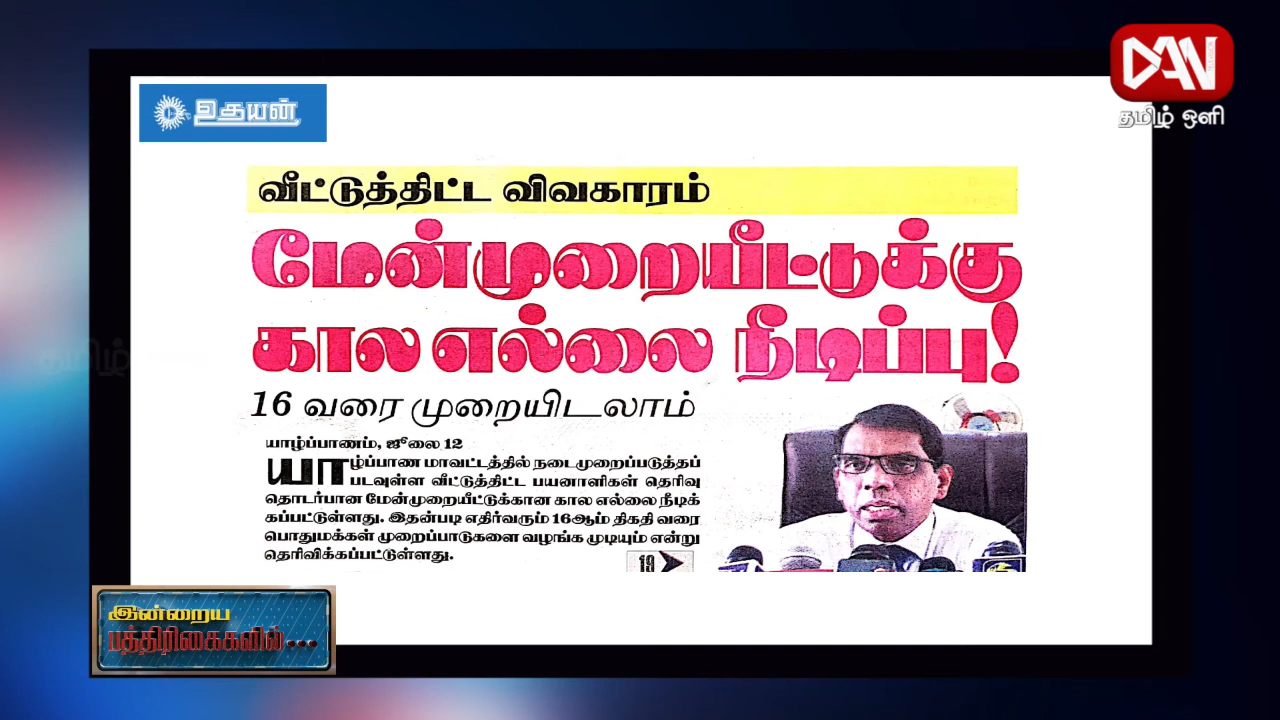 DAN
தமிழ் ஒளி
உதயன்
வீட்டுத்திட்ட விவகாரம்
மேன்முறையீட்டுக்கு
கால எல்லை நீடிப்பு!
16 வரை முறையிடலாம்
யாழ்ப்பாணம், ஜூலை 12
யாழ்ப்பாண மாவட்டத்தில் நடைமுறைப்படுத்தப்
படவுள்ள வீட்டுத்திட்ட பயனாளிகள் தெரிவு
தொடர்பான மேன்முறையீட்டுக்கான கால எல்லை நீடிக்
கப்பட்டுள்ளது. இதன்படி எதிர்வரும் 16ஆம் திகதி வரை
பொதுமக்கள் முறைப்பாடுகளை வழங்க முடியும் என்று
தெரிவிக்கப்பட்டுள்ளது.
தமிழ்
இன்றைய
பத்திரிகைகளில்...